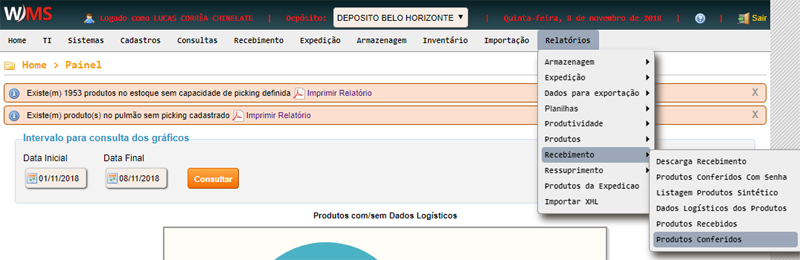 W/MS
Logado como LUCAS CORRÊA CHINELATE | Depósito: DEPOSITO BELO HORIZONTE | Quinta-feira, 8 de novembro de 2018 | Sair
Home TI Sistemas Cadastros Consultas Recebimento Expedição Armazenagem Inventário Importação Relatórios
Home > Painel
Existe(m) 1953 produtos no estoque sem capacidade de picking definida Imprimir Relatório X
Existe(m) produto(s) no pulmão sem picking cadastrado Imprimir Relatório X
Intervalo para consulta dos gráficos
Data Inicial Data Final
01/11/2018 08/11/2018 Consultar
Produtos com/sem Dados Logísticos
Armazenagem
Expedição
Dados para exportação
Planilhas
Produtividade
Produtos
Recebimento
Ressuprimento
Produtos da Expedicao
Importar XML
Descarga Recebimento
Produtos Conferidos Com Senha
Listagem Produtos Sintético
Dados Logísticos dos Produtos
Produtos Recebidos
Produtos Conferidos